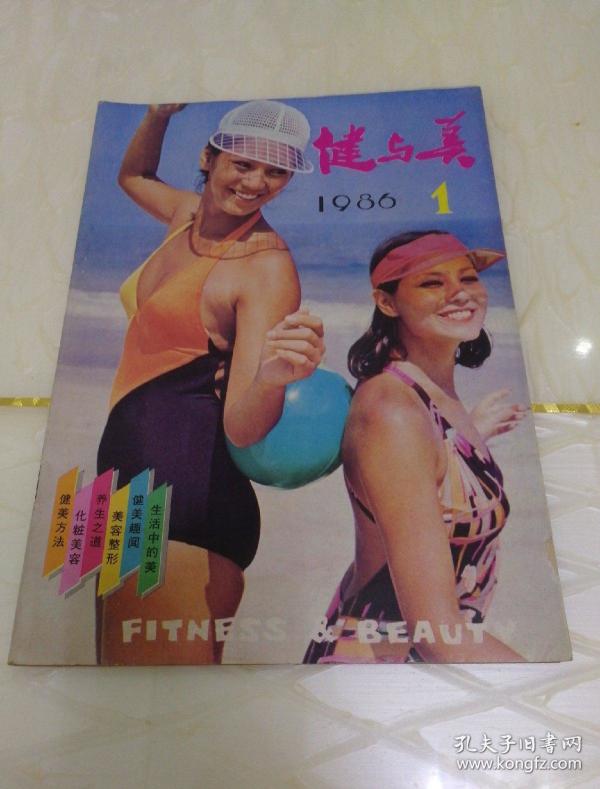 健与美
1986 1
健美方法
化粧美容
养生之道
美容整形
健美趣闻
生活中的美
FITNESS & BEAUTY
孔夫子旧书网
www.kongfz.com